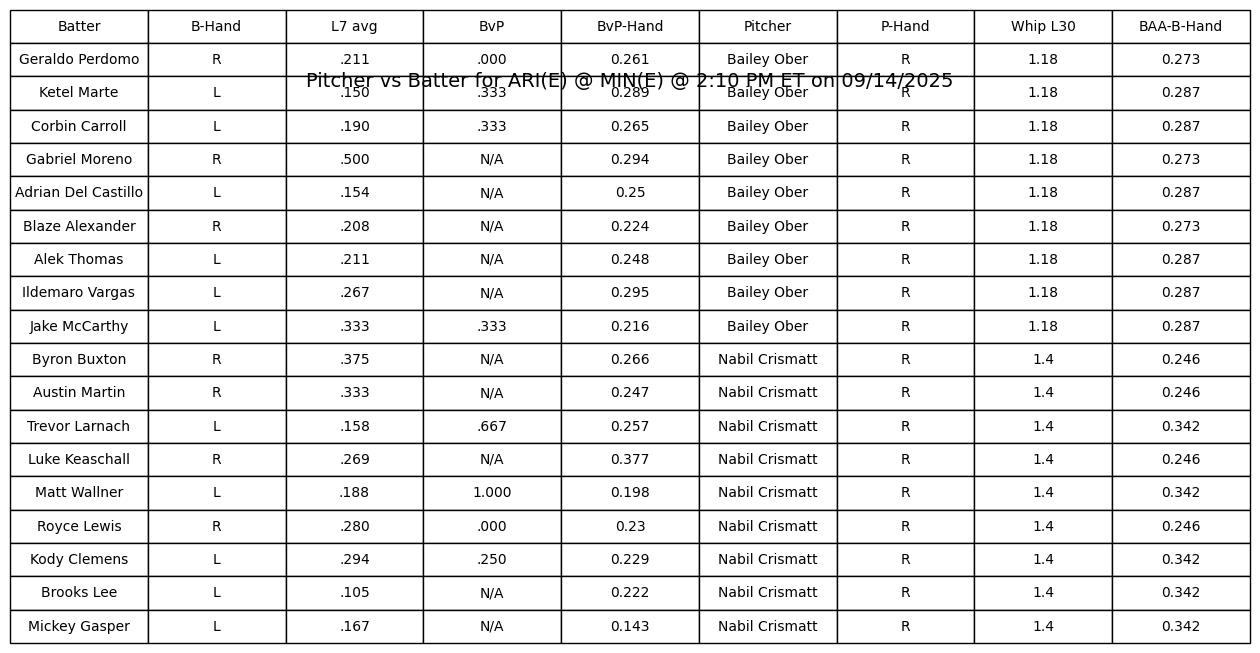 Batter B-Hand L7 avg BvP BvP-Hand Pitcher P-Hand Whip L30 BAA-B-Hand
Geraldo Perdomo R .211 .000 0.261 Bailey Ober R 1.18 0.273
Pitcher vs Batter for ARI(E) @ MIN(E) @ 2:10 PM ET on 09/14/2025
Ketel Marte L .150 .333 0.289 Bailey Ober R 1.18 0.287
Corbin Carroll L .190 .333 0.265 Bailey Ober R 1.18 0.287
Gabriel Moreno R .500 N/A 0.294 Bailey Ober R 1.18 0.273
Adrian Del Castillo L .154 N/A 0.25 Bailey Ober R 1.18 0.287
Blaze Alexander R .208 N/A 0.224 Bailey Ober R 1.18 0.273
Alek Thomas L .211 N/A 0.248 Bailey Ober R 1.18 0.287
Ildemaro Vargas L .267 N/A 0.295 Bailey Ober R 1.18 0.287
Jake McCarthy L .333 .333 0.216 Bailey Ober R 1.18 0.287
Byron Buxton R .375 N/A 0.266 Nabil Crismatt R 1.4 0.246
Austin Martin R .333 N/A 0.247 Nabil Crismatt R 1.4 0.246
Trevor Larnach L .158 .667 0.257 Nabil Crismatt R 1.4 0.342
Luke Keaschall R .269 N/A 0.377 Nabil Crismatt R 1.4 0.246
Matt Wallner L .188 1.000 0.198 Nabil Crismatt R 1.4 0.342
Royce Lewis R .280 .000 0.23 Nabil Crismatt R 1.4 0.246
Kody Clemens L .294 .250 0.229 Nabil Crismatt R 1.4 0.342
Brooks Lee L .105 N/A 0.222 Nabil Crismatt R 1.4 0.342
Mickey Gasper L .167 N/A 0.143 Nabil Crismatt R 1.4 0.342